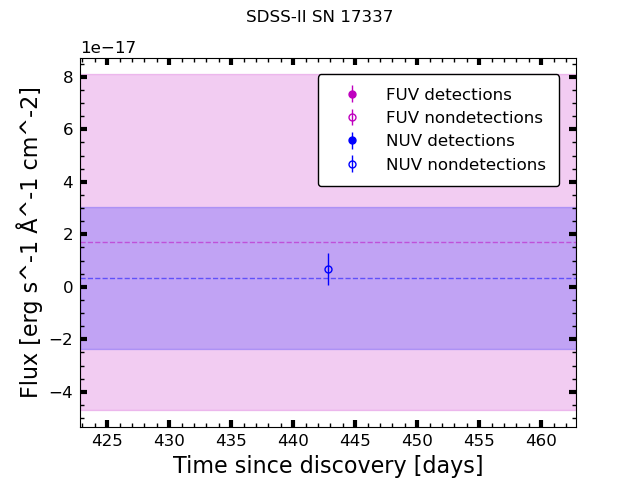 SDSS-II SN 17337
1e−17
8
6
4
2
0
−2
−4
Flux [erg s^-1 Å^-1 cm^-2]
FUV detections
FUV nondetections
NUV detections
NUV nondetections
425 430 435 440 445 450 455 460
Time since discovery [days]